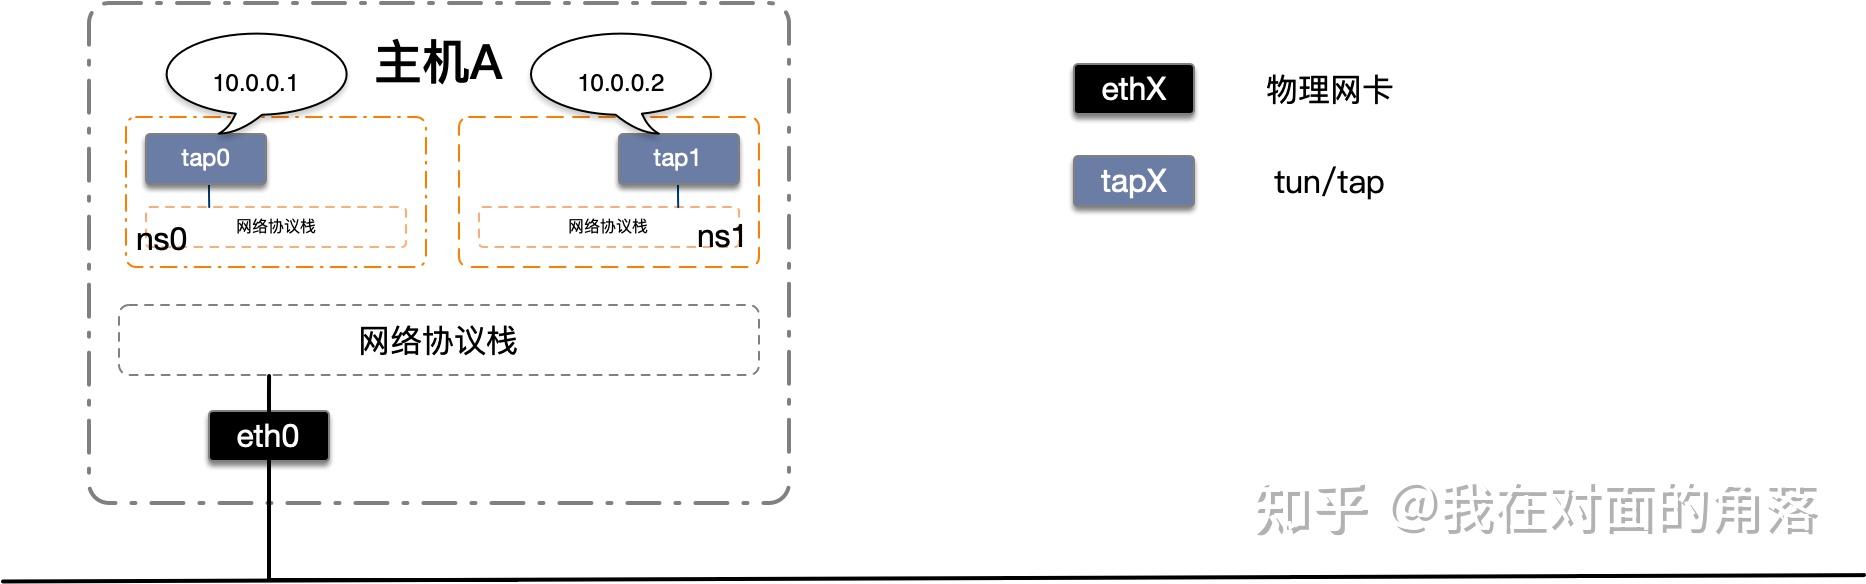 主机A
10.0.0.1
10.0.0.2
tap0
tap1
网络协议栈
网络协议栈
ns0
ns1
网络协议栈
eth0
ethX 物理网卡
tapX tun/tap
知乎 @我在对面的角落